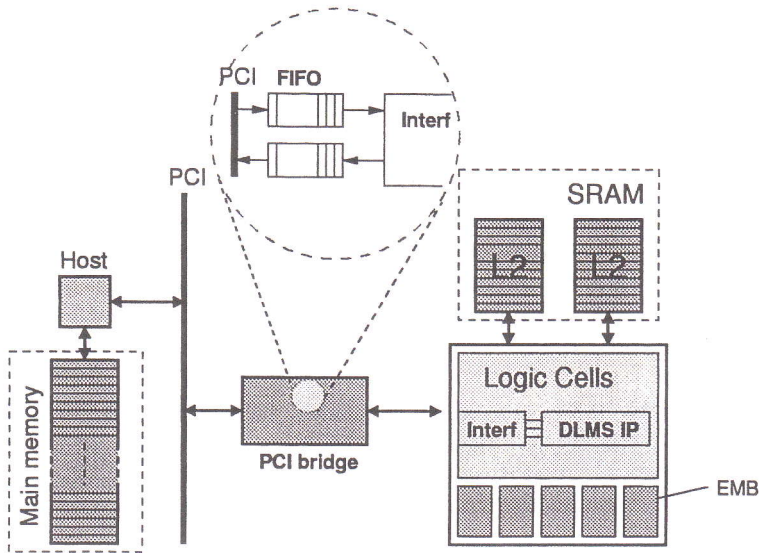 PCI
FIFO
Interf
PCI
SRAM
L2
L2
Host
Logic Cells
Interf
DLMS IP
Main memory
PCI bridge
EMB